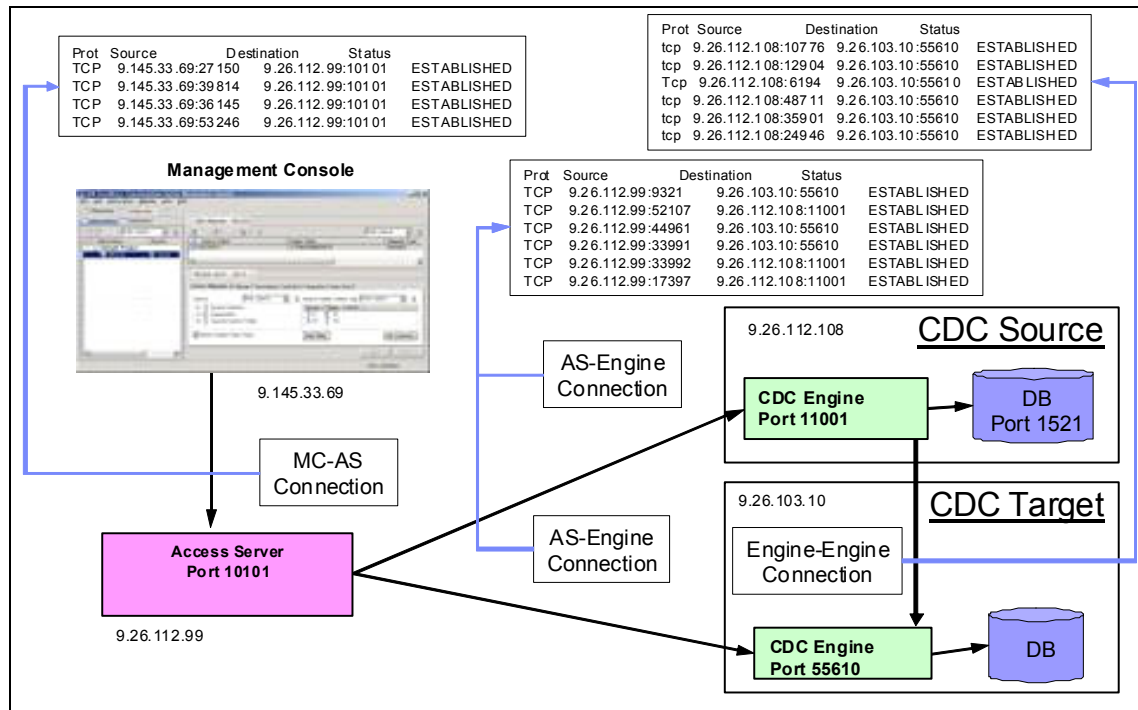 Prot Source Destination Status
TCP 9.145.33.69:27150 9.26.112.99:10101 ESTABLISHED
TCP 9.145.33.69:39814 9.26.112.99:10101 ESTABLISHED
TCP 9.145.33.69:36145 9.26.112.99:10101 ESTABLISHED
TCP 9.145.33.69:53246 9.26.112.99:10101 ESTABLISHED
Prot Source Destination Status
tcp 9.26.112.108:10776 9.26.103.10:55610 ESTABLISHED
tcp 9.26.112.108:12904 9.26.103.10:55610 ESTABLISHED
Tcp 9.26.112.108:6194 9.26.103.10:55610 ESTABLISHED
tcp 9.26.112.108:48711 9.26.103.10:55610 ESTABLISHED
tcp 9.26.112.108:35901 9.26.103.10:55610 ESTABLISHED
tcp 9.26.112.108:24946 9.26.103.10:55610 ESTABLISHED
Management Console
Prot Source Destination Status
TCP 9.26.112.99:9321 9.26.103.10:55610 ESTABLISHED
TCP 9.26.112.99:52107 9.26.112.108:11001 ESTABLISHED
TCP 9.26.112.99:44961 9.26.103.10:55610 ESTABLISHED
TCP 9.26.112.99:33991 9.26.103.10:55610 ESTABLISHED
TCP 9.26.112.99:33992 9.26.112.108:11001 ESTABLISHED
TCP 9.26.112.99:17397 9.26.112.108:11001 ESTABLISHED
9.145.33.69
AS-Engine
Connection
9.26.112.108
CDC Source
CDC Engine
Port 11001
DB
Port 1521
MC-AS
Connection
Access Server
Port 10101
9.26.112.99
AS-Engine
Connection
9.26.103.10
CDC Target
Engine-Engine
Connection
CDC Engine
Port 55610
DB